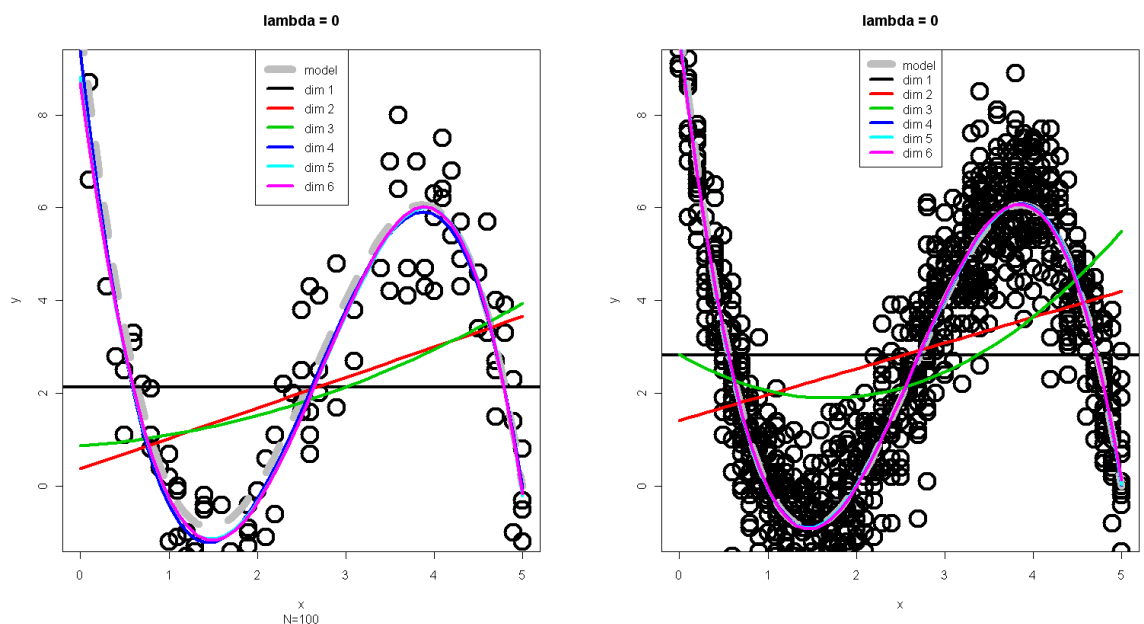 lambda = 0
model
dim 1
dim 2
dim 3
dim 4
dim 5
dim 6
y
0 2 4 6 8
0 1 2 3 4 5
x
N=100
lambda = 0
model
dim 1
dim 2
dim 3
dim 4
dim 5
dim 6
y
0 2 4 6 8
0 1 2 3 4 5
x